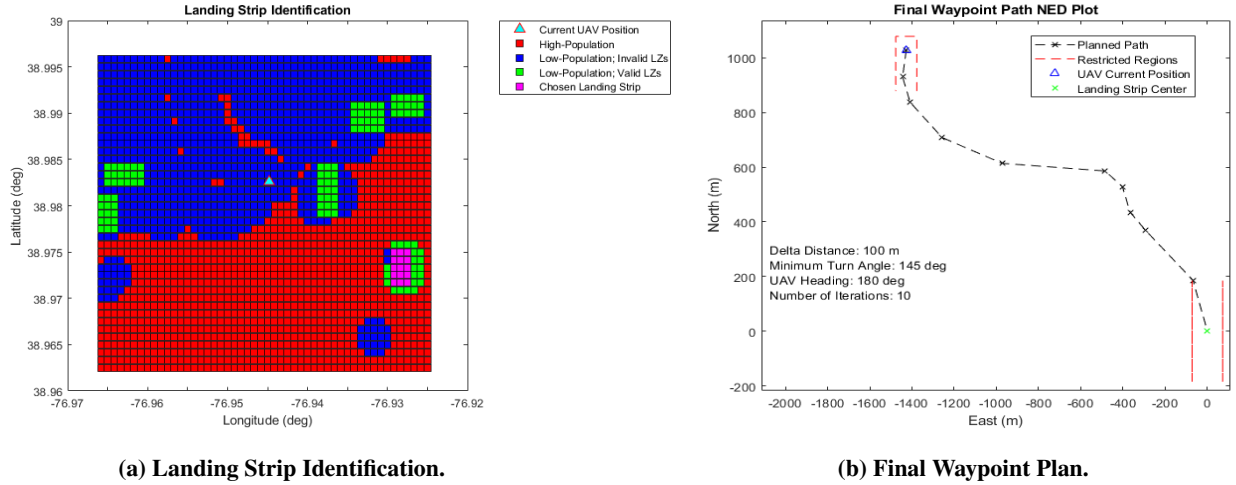 Landing Strip Identification
39
38.995
38.99
38.985
38.98
38.975
38.97
38.965
38.96
Latitude (deg)
-76.97
-76.96
-76.95
-76.94
-76.93
-76.92
Longitude (deg)
Current UAV Position
High-Population
Low-Population; Invalid LZs
Low-Population; Valid LZs
Chosen Landing Strip
(a) Landing Strip Identification.
Final Waypoint Path NED Plot
1000
800
600
400
200
0
-200
North (m)
-2000
-1800
-1600
-1400
-1200
-1000
-800
-600
-400
-200
0
East (m)
Planned Path
Restricted Regions
UAV Current Position
Landing Strip Center
Delta Distance: 100 m
Minimum Turn Angle: 145 deg
UAV Heading: 180 deg
Number of Iterations: 10
(b) Final Waypoint Plan.